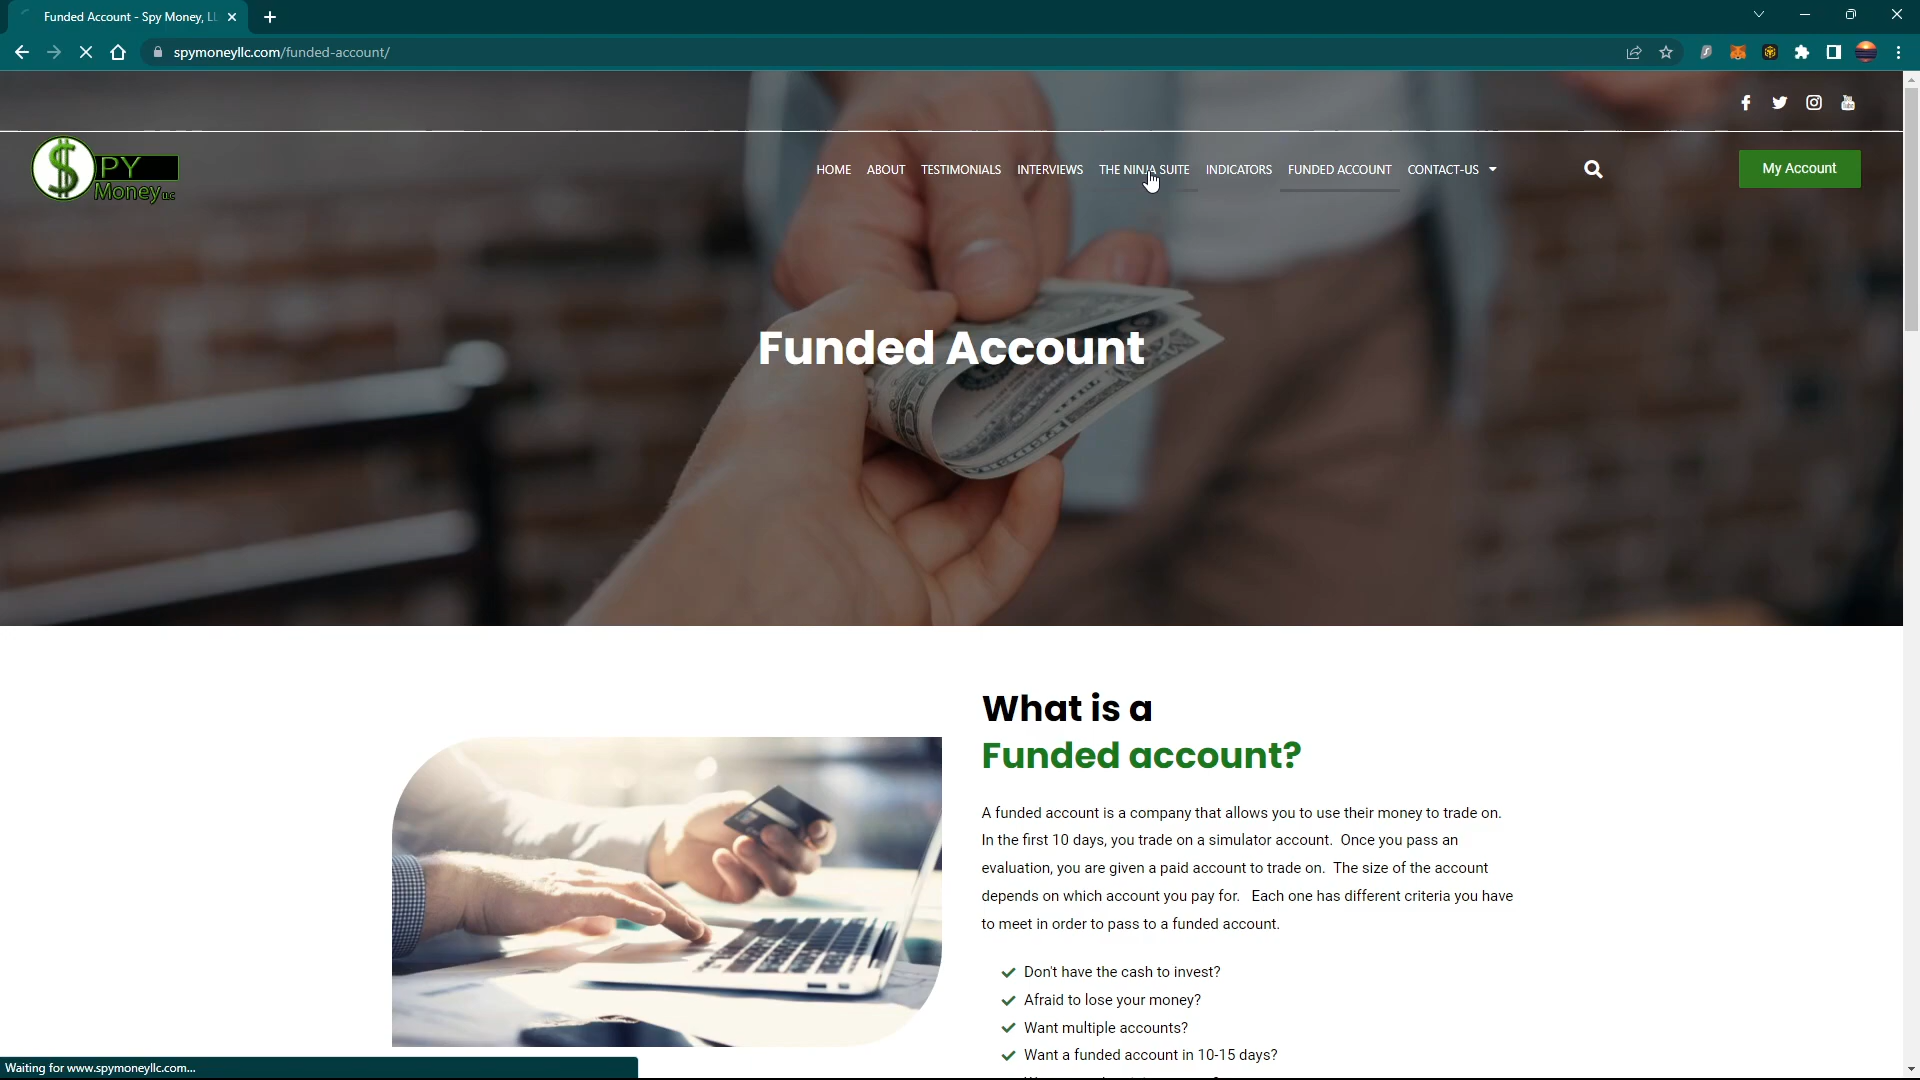 Funded Account - Spy Money, LL
spymoneyllc.com/funded-account/
$PY
Money LLC
HOME ABOUT TESTIMONIALS INTERVIEWS THE NINJA SUITE INDICATORS FUNDED ACCOUNT CONTACT-US
My Account
Funded Account
What is a
Funded account?
A funded account is a company that allows you to use their money to trade on.
In the first 10 days, you trade on a simulator account. Once you pass an
evaluation, you are given a paid account to trade on. The size of the account
depends on which account you pay for. Each one has different criteria you have
to meet in order to pass to a funded account.
Don't have the cash to invest?
Afraid to lose your money?
Want multiple accounts?
Want a funded account in 10-15 days?
Waiting for www.spymoneyllc.com...